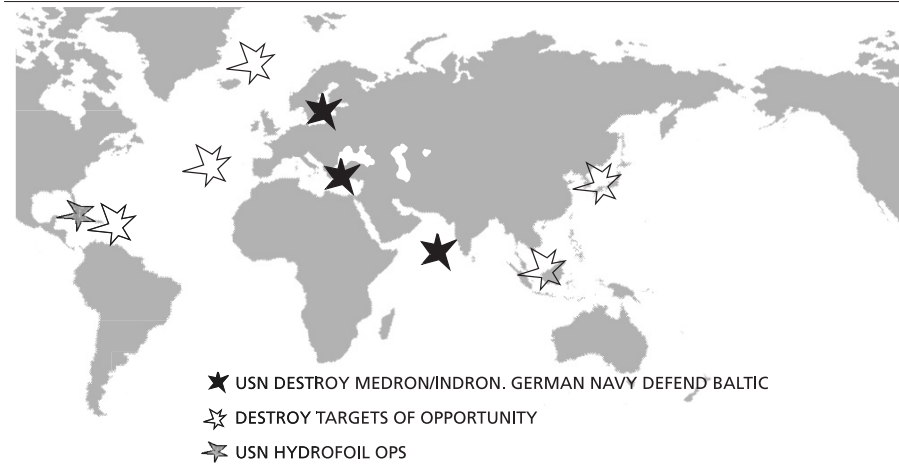 USN DESTROY MEDRON/INDRON. GERMAN NAVY DEFEND BALTIC
DESTROY TARGETS OF OPPORTUNITY
USN HYDROFOIL OPS